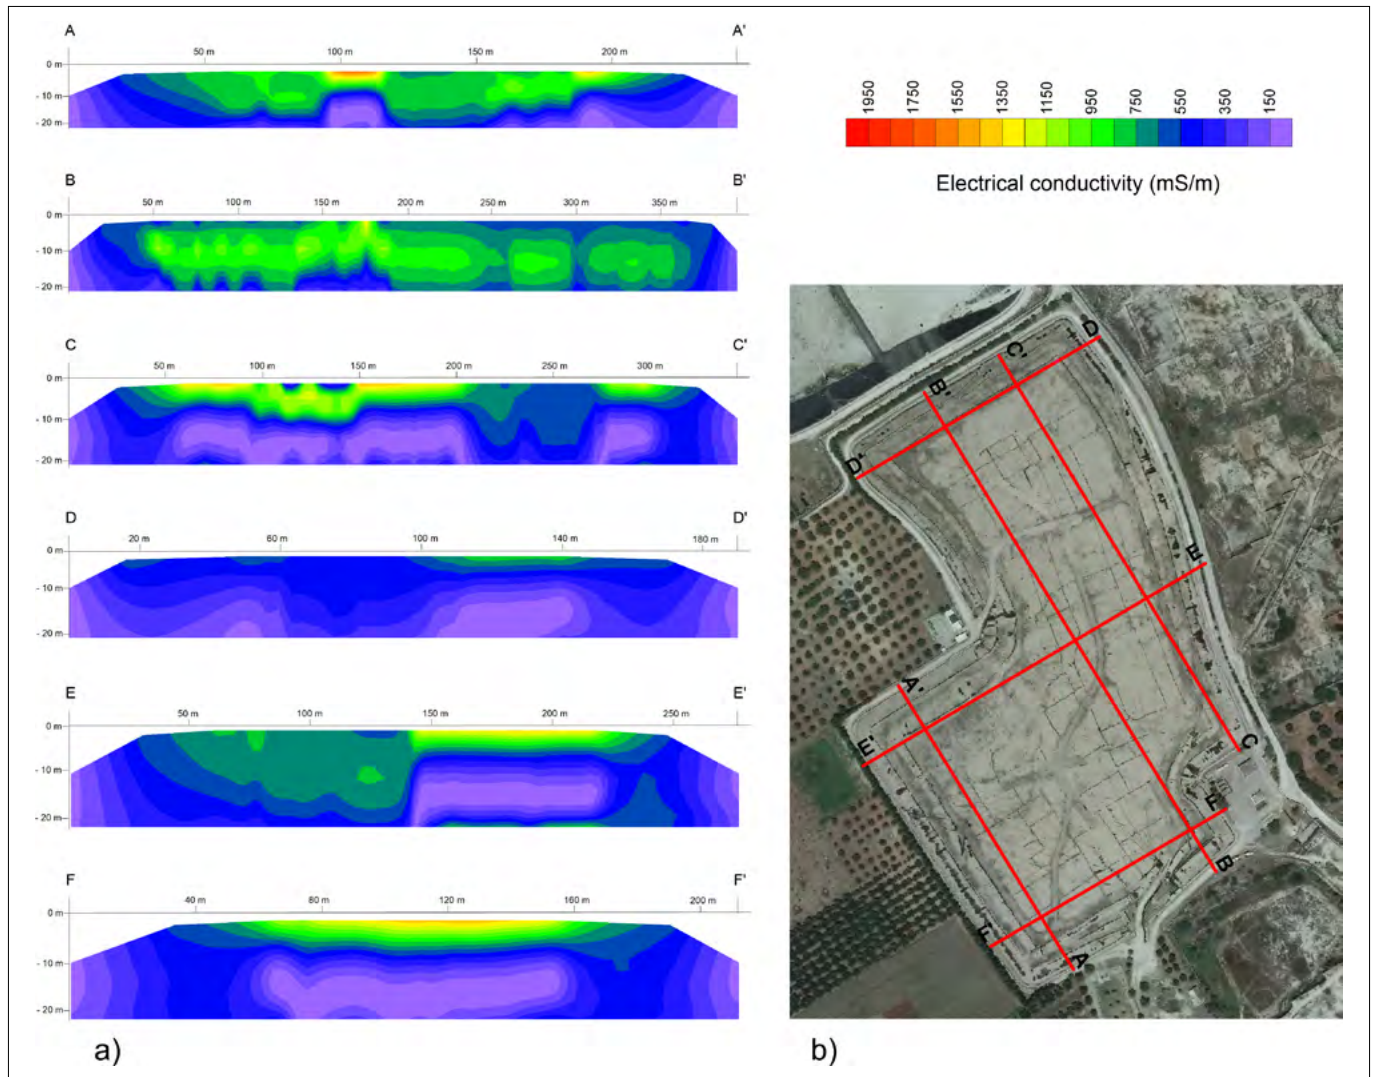 A A'
50 m 100 m 150 m 200 m
0 m
- 10 m
- 20 m
B B'
50 m 100 m 150 m 200 m 250 m 300 m 350 m
0 m
- 10 m
- 20 m
C C'
50 m 100 m 150 m 200 m 250 m 300 m
0 m
- 10 m
- 20 m
D D'
20 m 60 m 100 m 140 m 180 m
0 m
- 10 m
- 20 m
E E'
50 m 100 m 150 m 200 m 250 m
0 m
- 10 m
- 20 m
F F'
40 m 80 m 120 m 160 m 200 m
0 m
- 10 m
- 20 m
a)
1950 1750 1550 1350 1150 950 750 550 350 150
Electrical conductivity (mS/m)
D
C'
B'
D'
E
A'
E'
C
F
B
F'
A
b)